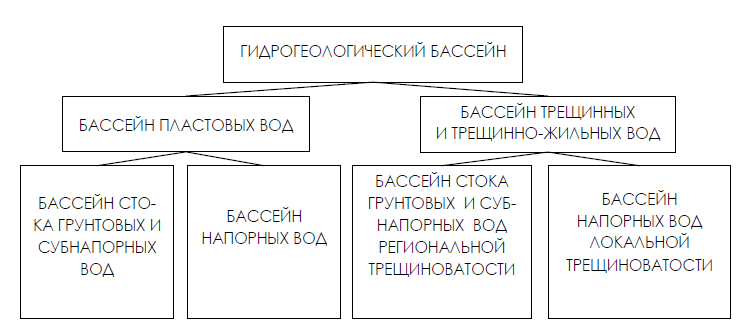 ГИДРОГЕОЛОГИЧЕСКИЙ БАССЕЙН
БАССЕЙН ПЛАСТОВЫХ ВОД
БАССЕЙН ТРЕЩИННЫХ
И ТРЕЩИННО-ЖИЛЬНЫХ ВОД
БАССЕЙН СТО-
КА ГРУНТОВЫХ И
СУБНАПОРНЫХ
ВОД
БАССЕЙН
НАПОРНЫХ ВОД
БАССЕЙН СТОКА
ГРУНТОВЫХ И СУБ-
НАПОРНЫХ ВОД
РЕГИОНАЛЬНОЙ
ТРЕЩИНОВАТОСТИ
БАССЕЙН
НАПОРНЫХ ВОД
ЛОКАЛЬНОЙ
ТРЕЩИНОВАТОСТИ